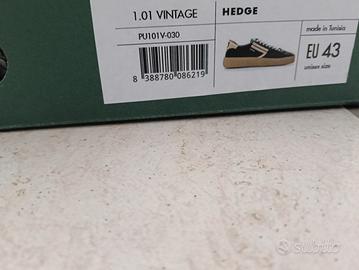 1.01 VINTAGE
HEDGE
PU101V-030
8 388780 086219
made in Tunisia
EU 43
unisex size
subito